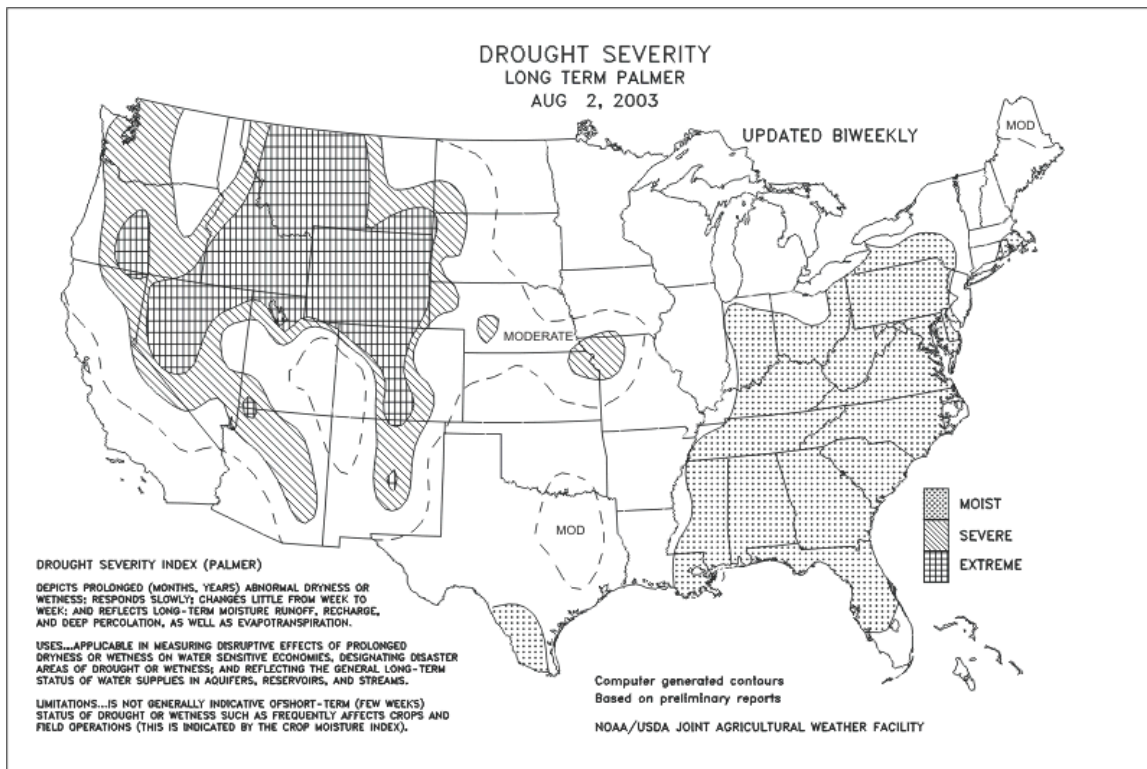 DROUGHT SEVERITY
LONG TERM PALMER
AUG 2, 2003
UPDATED BIWEEKLY
MOD
MODERATE
MOD
MOIST
SEVERE
EXTREME
DROUGHT SEVERITY INDEX (PALMER)
DEPICTS PROLONGED (MONTHS, YEARS) ABNORMAL DRYNESS OR
WETNESS; RESPONDS SLOWLY; CHANGES LITTLE FROM WEEK TO
WEEK; AND REFLECTS LONG-TERM MOISTURE RUNOFF, RECHARGE,
AND DEEP PERCOLATION, AS WELL AS EVAPOTRANSPIRATION.
USES...APPLICABLE IN MEASURING DISRUPTIVE EFFECTS OF PROLONGED
DRYNESS OR WETNESS ON WATER SENSITIVE ECONOMIES, DESIGNATING DISASTER
AREAS OF DROUGHT OR WETNESS; AND REFLECTING THE GENERAL LONG-TERM
STATUS OF WATER SUPPLIES IN AQUIFERS, RESERVOIRS, AND STREAMS.
LIMITATIONS...IS NOT GENERALLY INDICATIVE OFSHORT-TERM (FEW WEEKS)
STATUS OF DROUGHT OR WETNESS SUCH AS FREQUENTLY AFFECTS CROPS AND
FIELD OPERATIONS (THIS IS INDICATED BY THE CROP MOISTURE INDEX).
Computer generated contours
Based on preliminary reports
NOAA/USDA JOINT AGRICULTURAL WEATHER FACILITY